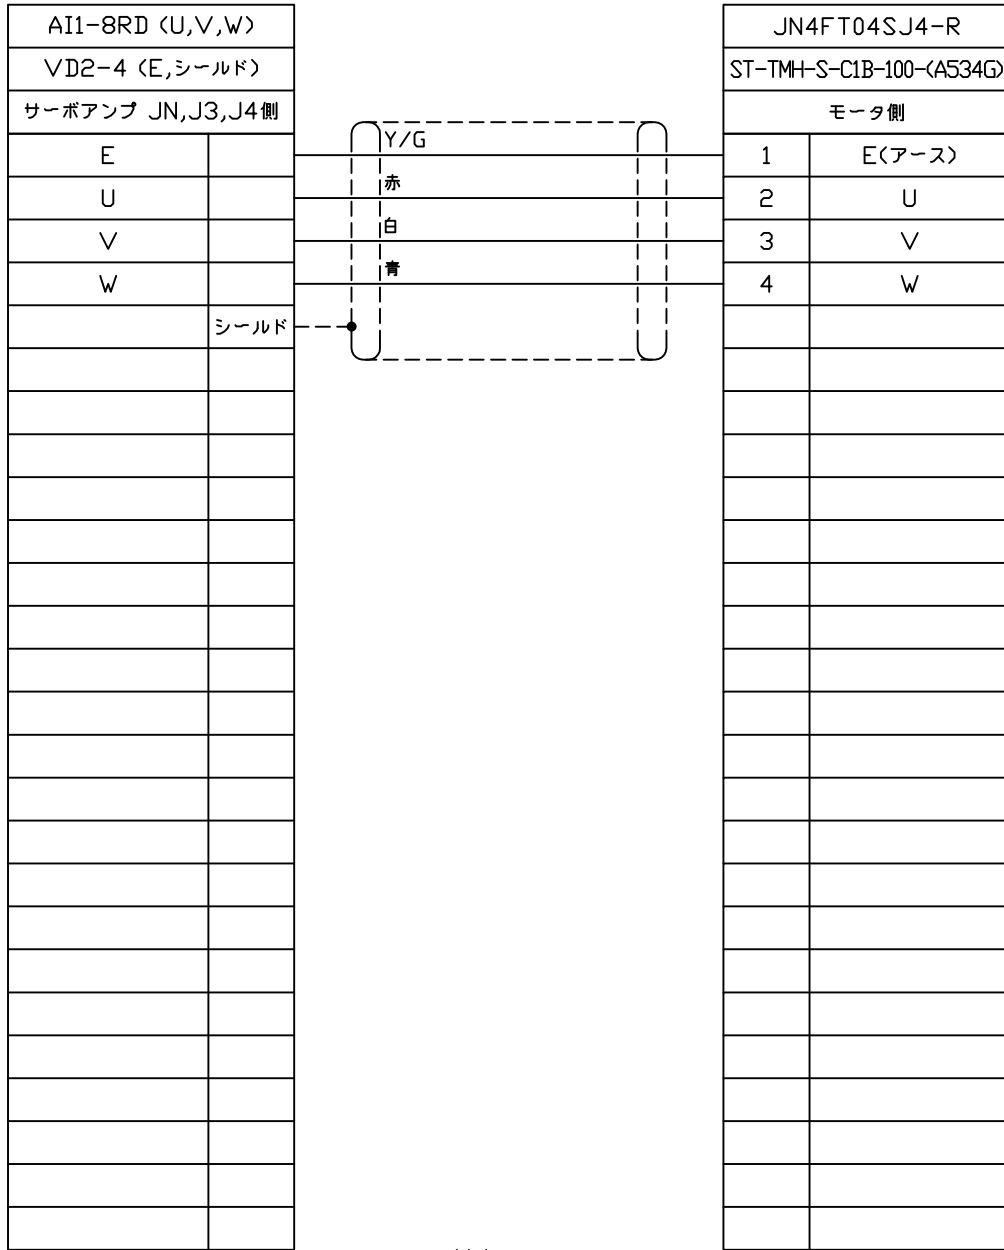 AI1-8RD (U,V,W)
VD2-4 (E,シールド)
サーボアンプ JN,J3,J4側
E
U
V
W
シールド
Y/G
赤
白
青
JN4FT04SJ4-R
ST-TMH-S-C1B-100-(A534G)
モータ側
1 E(アース)
2 U
3 V
4 W